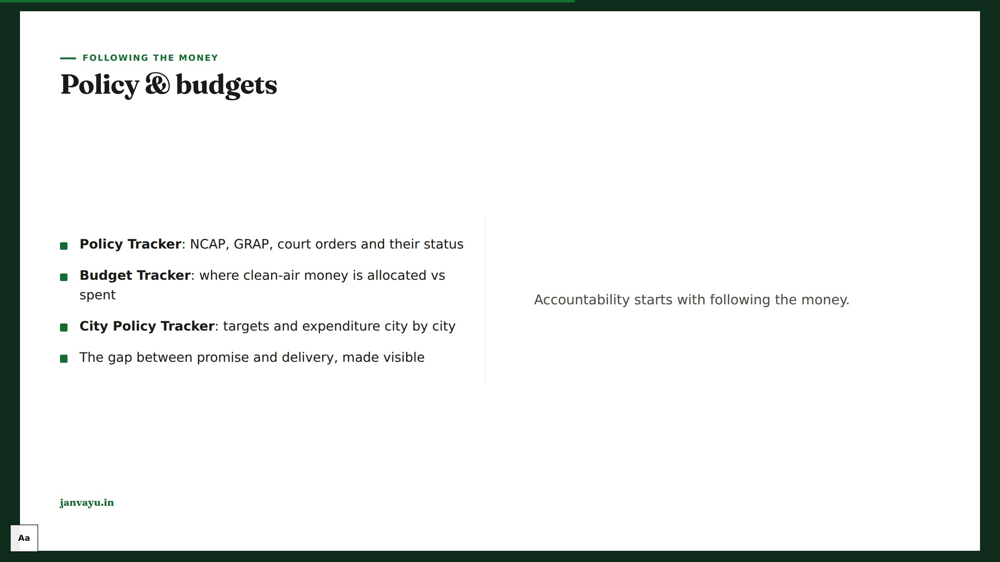 FOLLOWING THE MONEY
Policy & budgets
Policy Tracker: NCAP, GRAP, court orders and their status
Budget Tracker: where clean-air money is allocated vs
spent
City Policy Tracker: targets and expenditure city by city
The gap between promise and delivery, made visible
Accountability starts with following the money.
janvayu.in
Aa